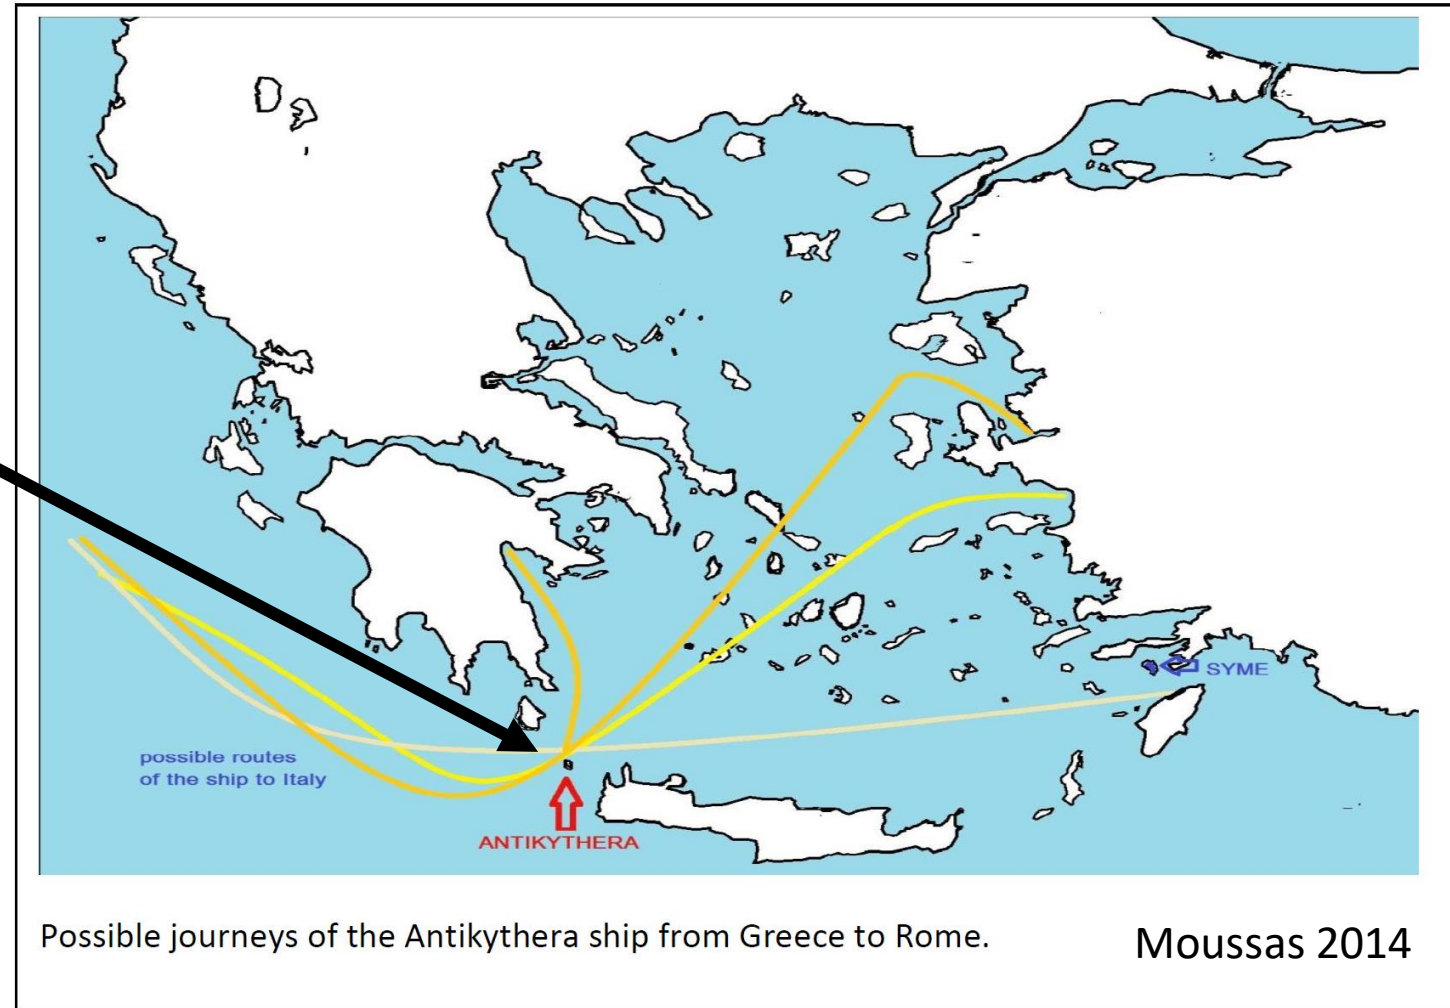 SYME
possible routes
of the ship to Italy
ANTIKYTHERA
Possible journeys of the Antikythera ship from Greece to Rome.
Moussas 2014